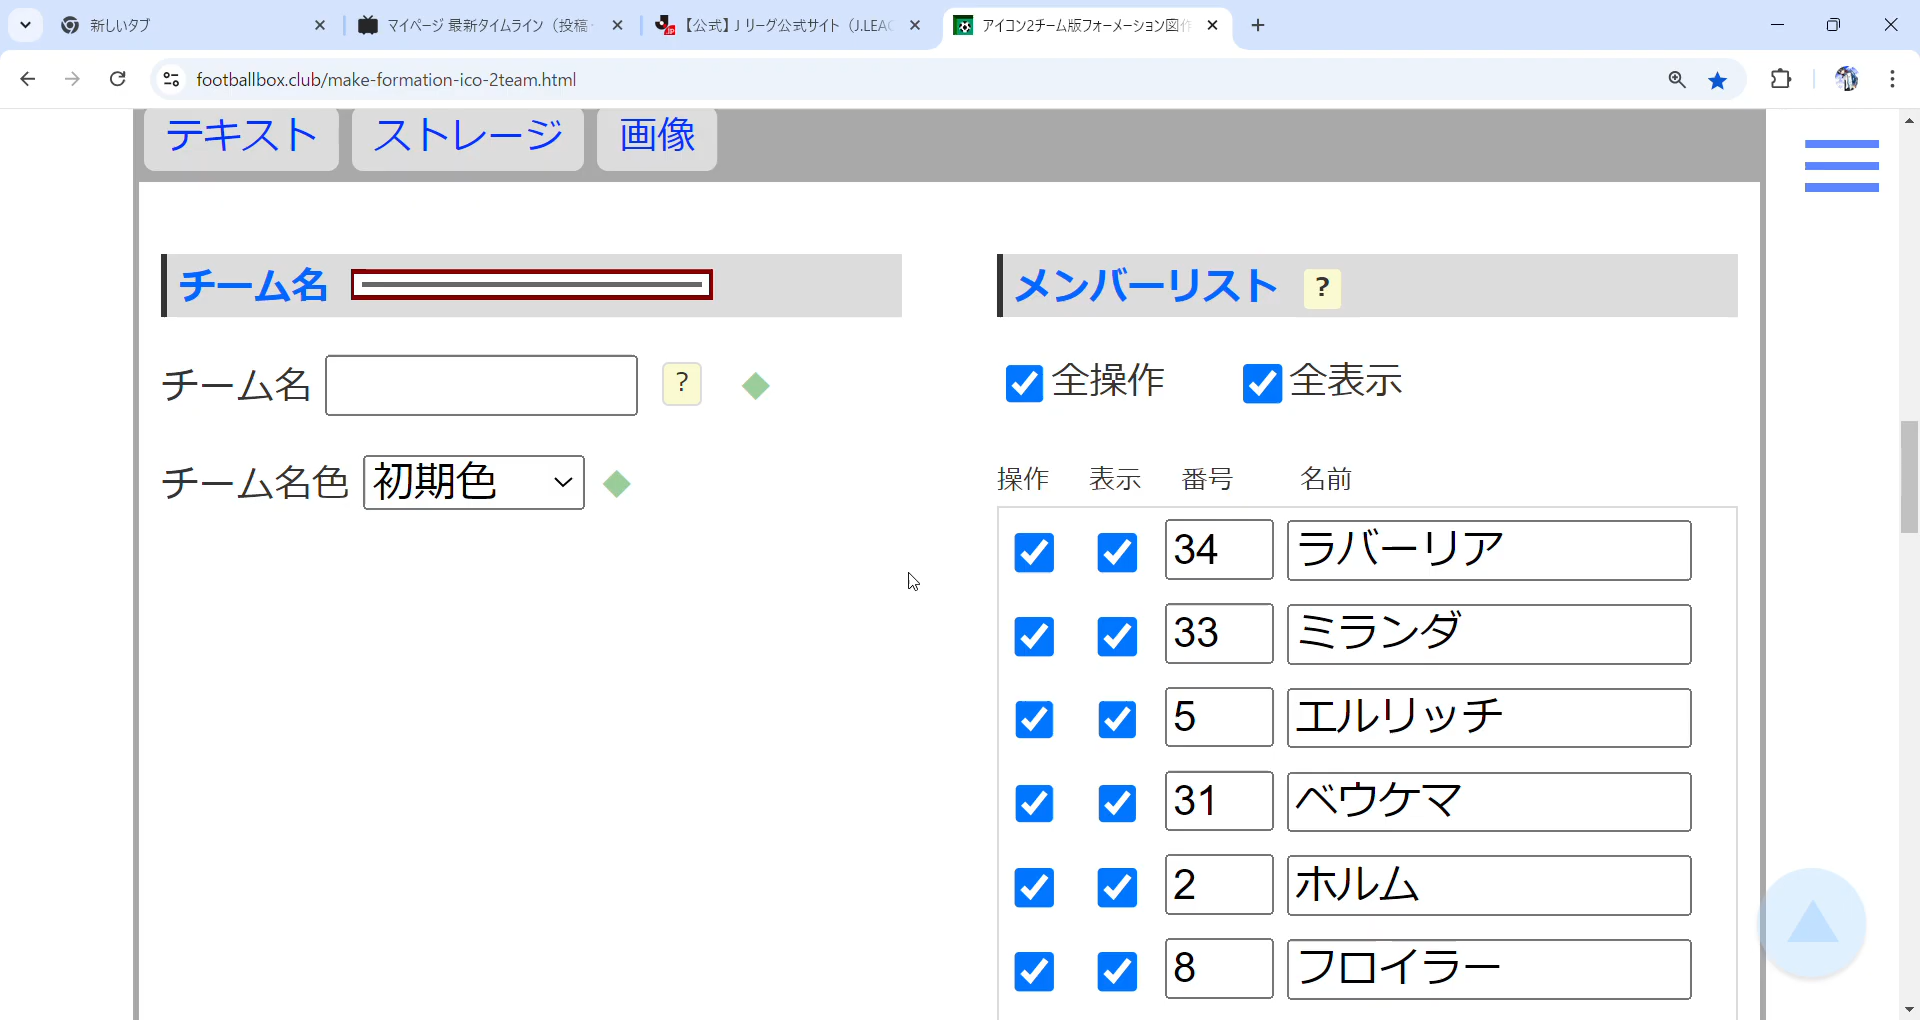 新しいタブ
マイページ 最新タイムライン（投稿
【公式】Jリーグ公式サイト（J.LEAG
アイコン2チーム版フォーメーション図作
footballbox.club/make-formation-ico-2team.html
テキスト ストレージ 画像
チーム名
メンバーリスト ?
チーム名 ?
全操作 全表示
チーム名色 初期色
操作 表示 番号 名前
34 ラバーリア
33 ミランダ
5 エルリッチ
31 ベウケマ
2 ホルム
8 フロイラー